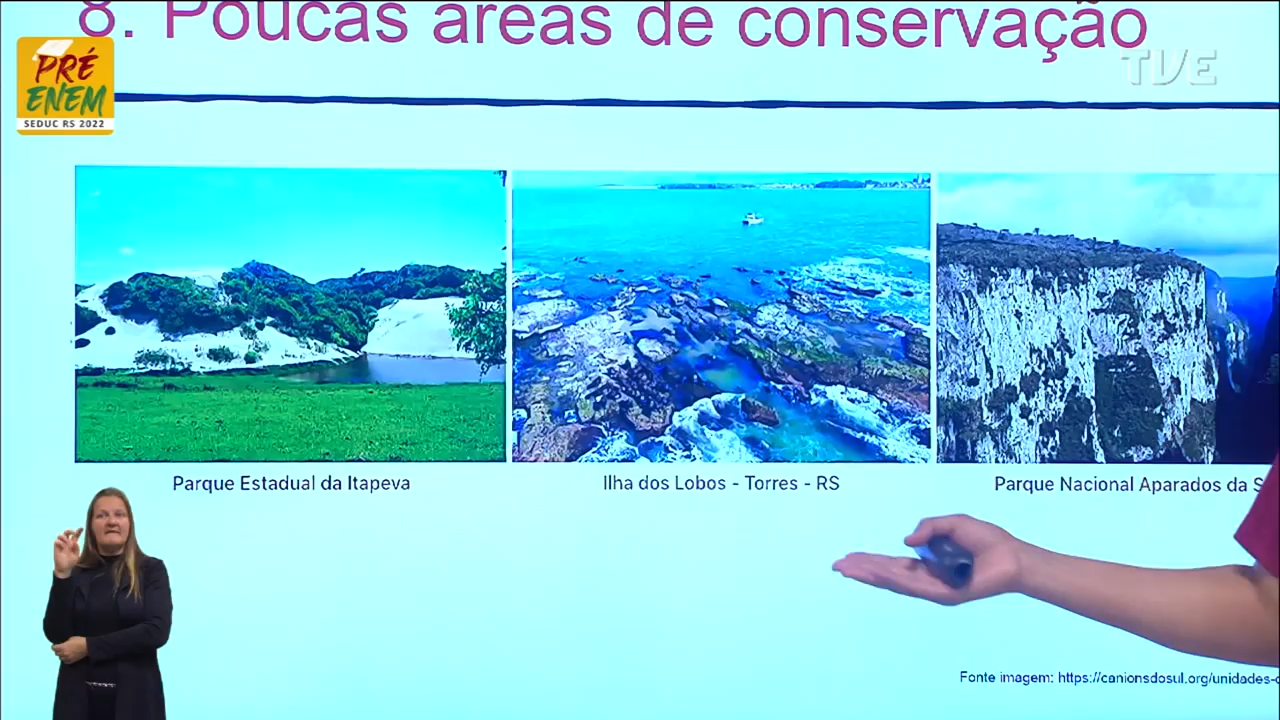 8. Poucas áreas de conservação
TVE
PRÉ
ENEM
SEDUC RS 2022
Parque Estadual da Itapeva
Ilha dos Lobos - Torres - RS
Parque Nacional Aparados da S
Fonte imagem: https://canionsdosul.org/unidades-